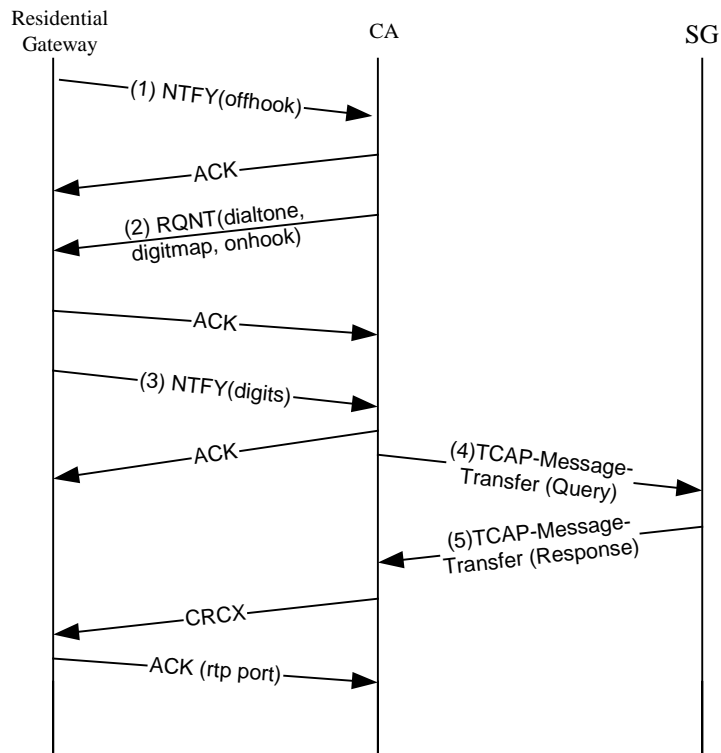 Residential
Gateway
CA
SG
(1) NTFY(offhook)
ACK
(2) RQNT(dialtone,
digitmap, onhook)
ACK
(3) NTFY(digits)
ACK
(4)TCAP-Message-
Transfer (Query)
(5)TCAP-Message-
Transfer (Response)
CRCX
ACK (rtp port)